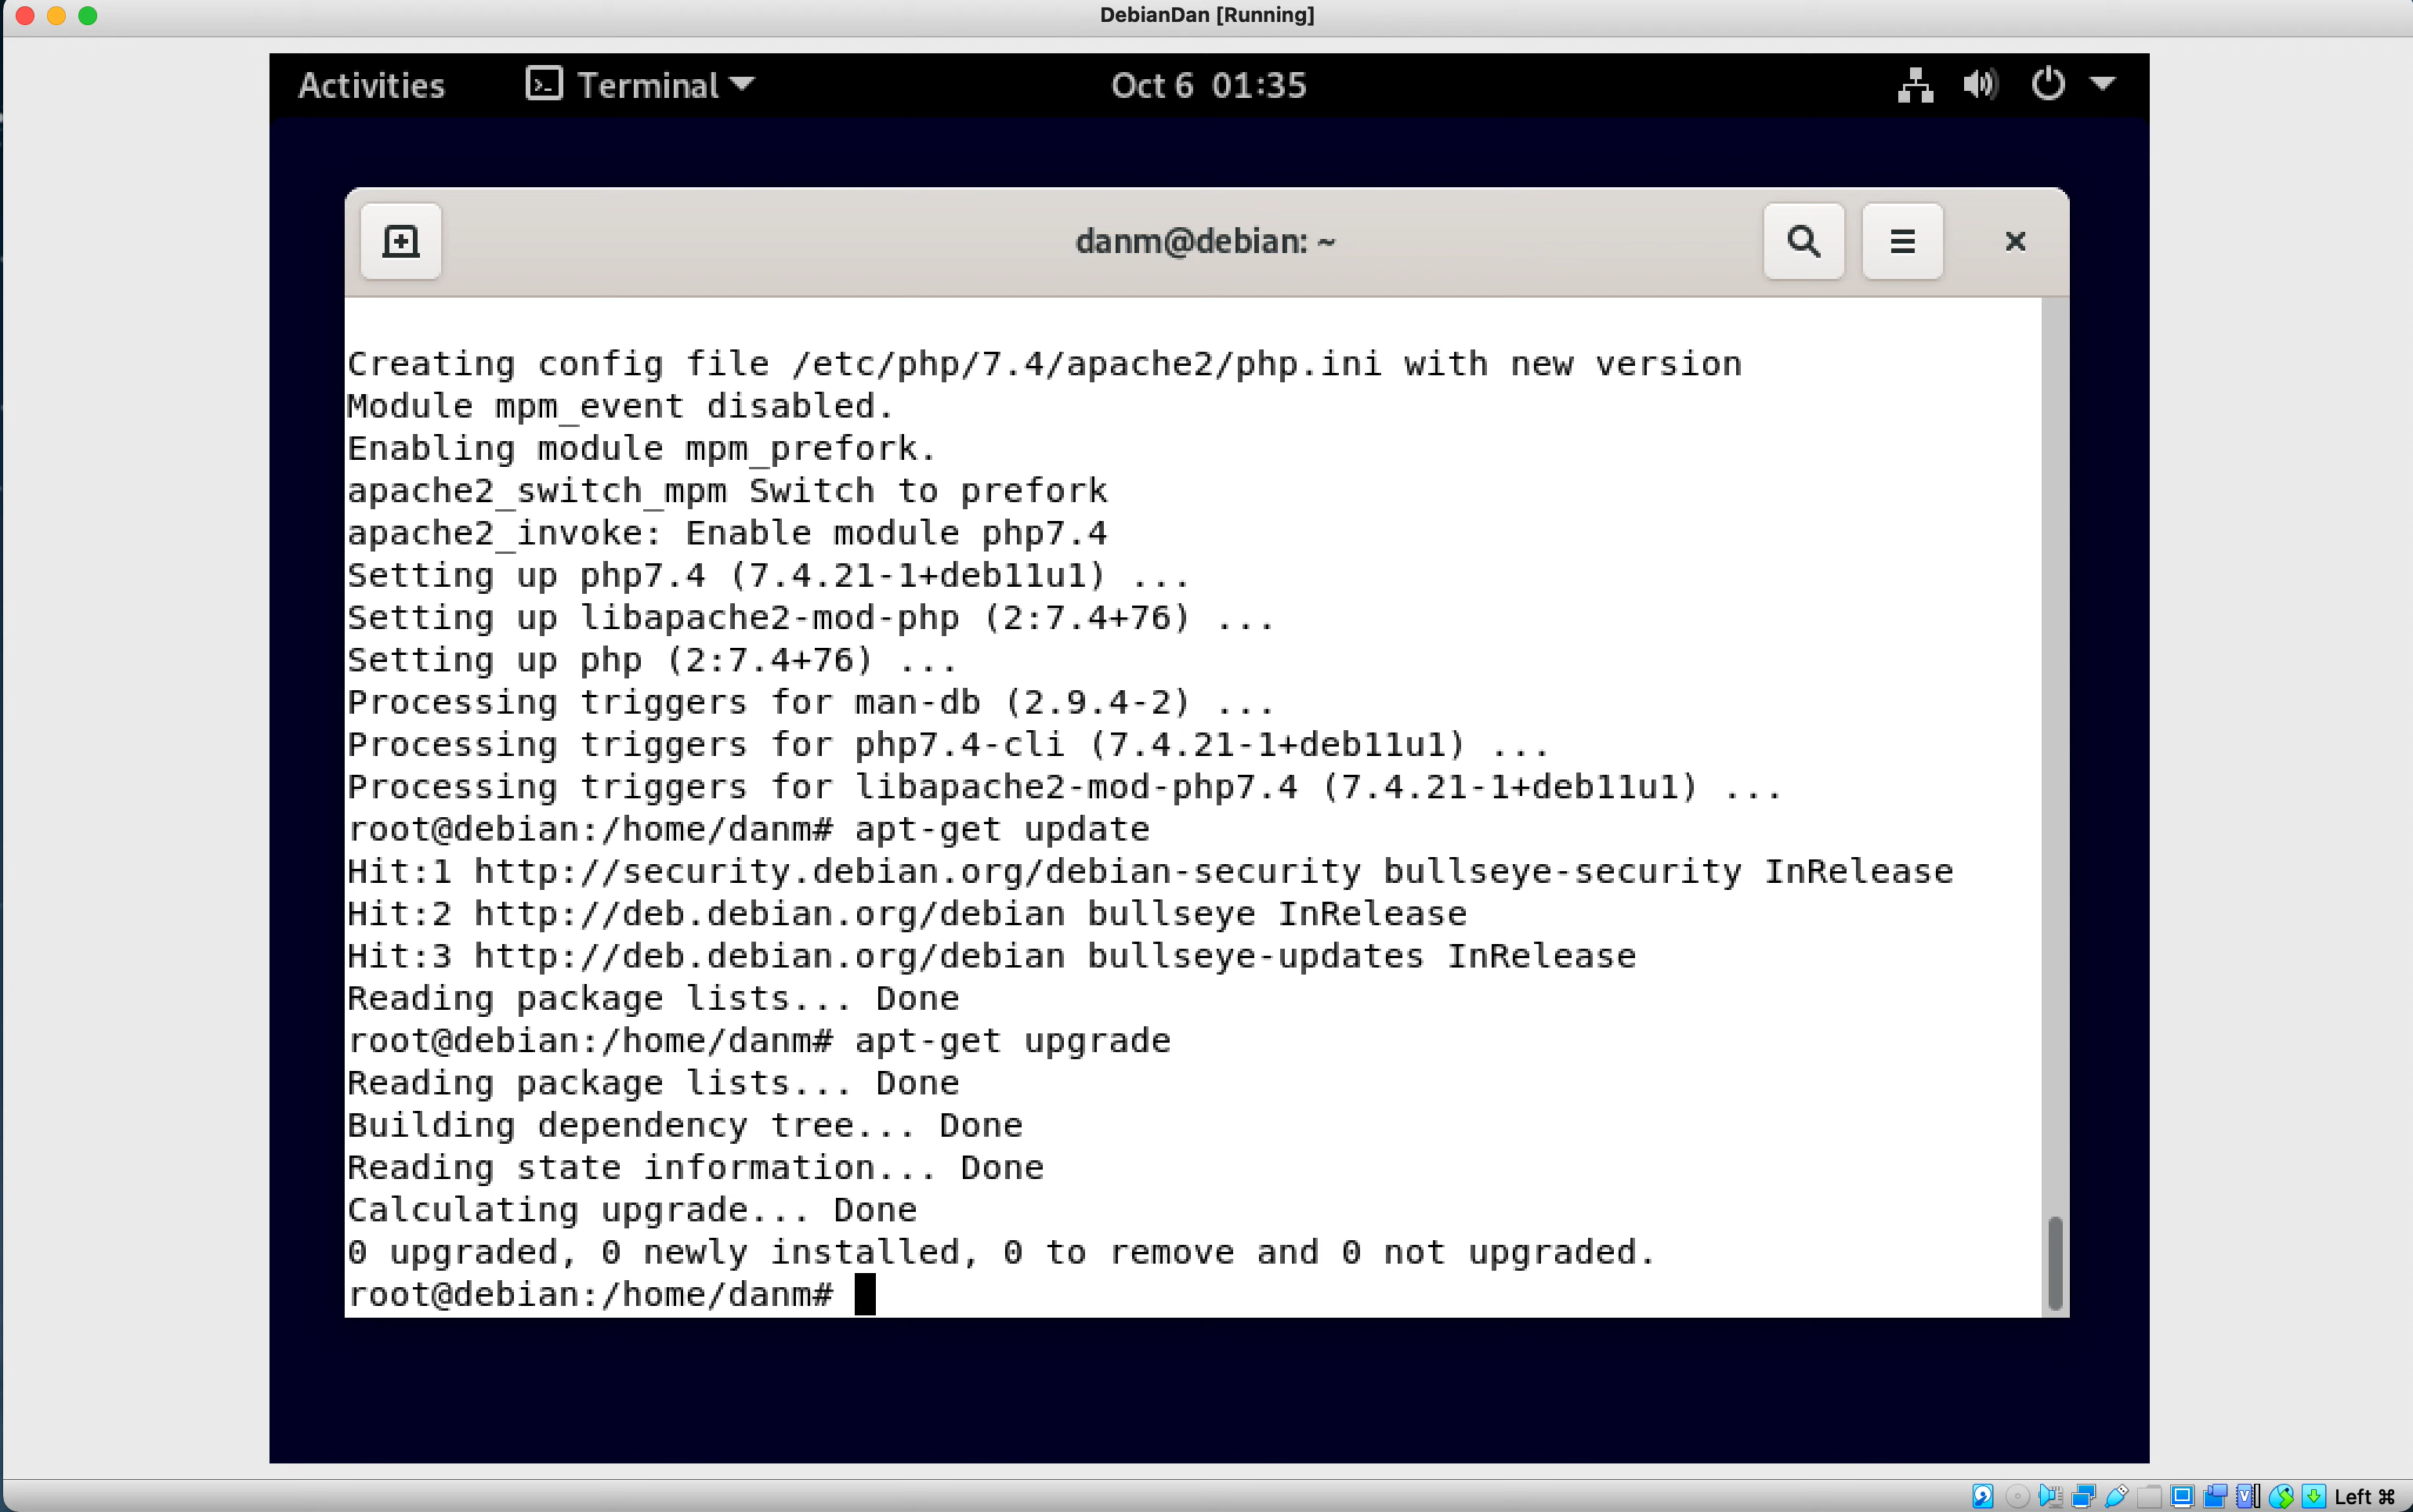 DebianDan [Running]
Activities Terminal Oct 6 01:35
danm@debian: ~
Creating config file /etc/php/7.4/apache2/php.ini with new version
Module mpm_event disabled.
Enabling module mpm_prefork.
apache2_switch_mpm Switch to prefork
apache2_invoke: Enable module php7.4
Setting up php7.4 (7.4.21-1+deb11u1) ...
Setting up libapache2-mod-php (2:7.4+76) ...
Setting up php (2:7.4+76) ...
Processing triggers for man-db (2.9.4-2) ...
Processing triggers for php7.4-cli (7.4.21-1+deb11u1) ...
Processing triggers for libapache2-mod-php7.4 (7.4.21-1+deb11u1) ...
root@debian:/home/danm# apt-get update
Hit:1 http://security.debian.org/debian-security bullseye-security InRelease
Hit:2 http://deb.debian.org/debian bullseye InRelease
Hit:3 http://deb.debian.org/debian bullseye-updates InRelease
Reading package lists... Done
root@debian:/home/danm# apt-get upgrade
Reading package lists... Done
Building dependency tree... Done
Reading state information... Done
Calculating upgrade... Done
0 upgraded, 0 newly installed, 0 to remove and 0 not upgraded.
root@debian:/home/danm#
Left ⌘